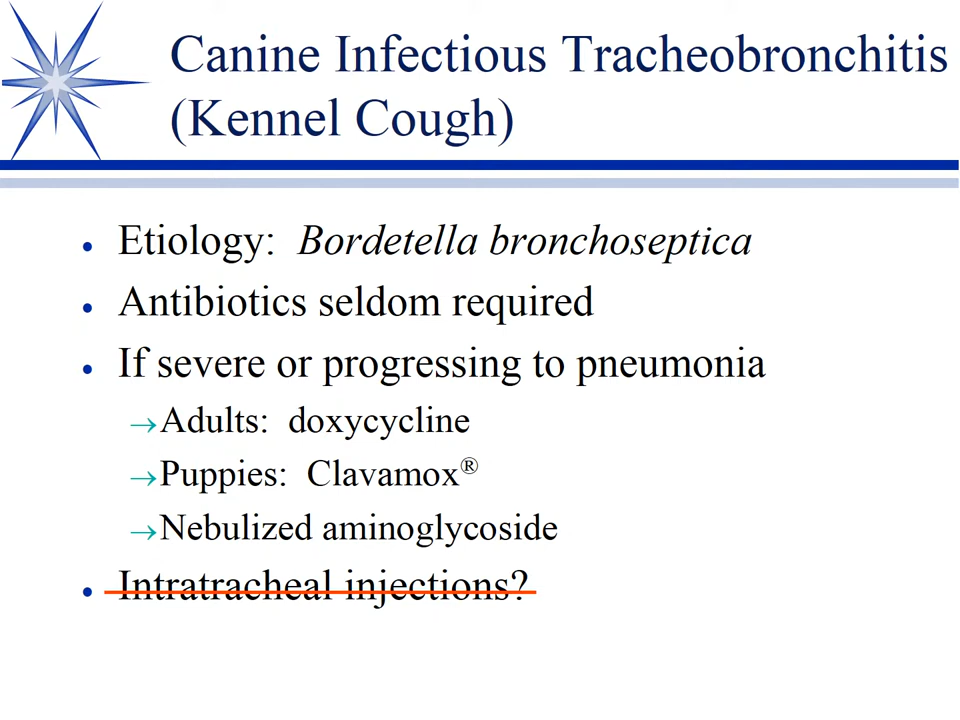 Canine Infectious Tracheobronchitis
(Kennel Cough)
• Etiology: Bordetella bronchoseptica
• Antibiotics seldom required
• If severe or progressing to pneumonia
→Adults: doxycycline
→Puppies: Clavamox®
→Nebulized aminoglycoside
• Intratracheal injections?